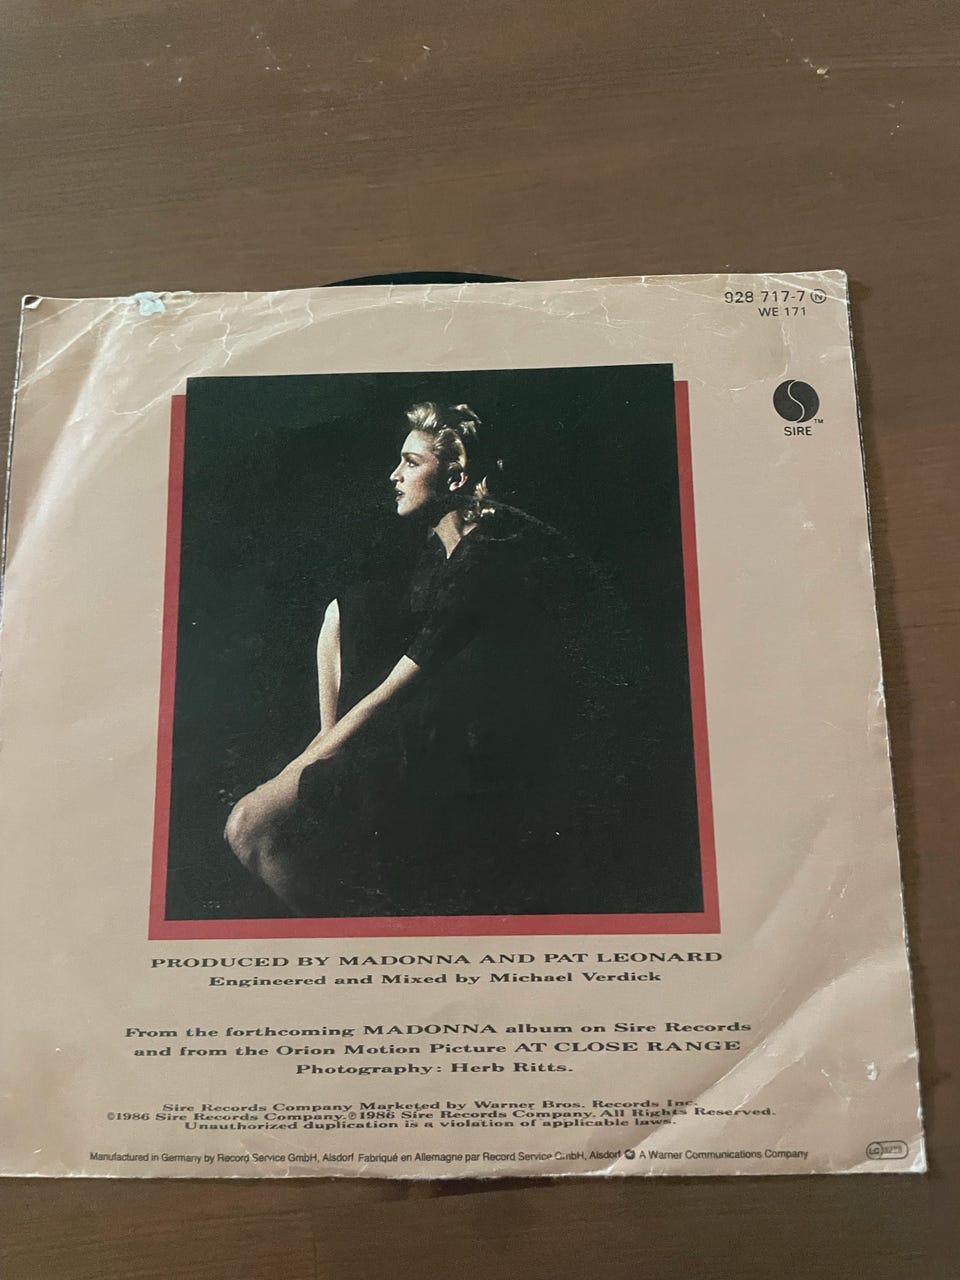 928 717-7 Ⓝ
WE 171
SIRE™
PRODUCED BY MADONNA AND PAT LEONARD
Engineered and Mixed by Michael Verdick
From the forthcoming MADONNA album on Sire Records
and from the Orion Motion Picture AT CLOSE RANGE
Photography: Herb Ritts.
Sire Records Company Marketed by Warner Bros. Records Inc.
©1986 Sire Records Company. ℗1986 Sire Records Company. All Rights Reserved.
Unauthorized duplication is a violation of applicable laws.
Manufactured in Germany by Record Service GmbH, Alsdorf Fabriqué en Allemagne par Record Service GmbH, Alsdorf A Warner Communications Company
LC